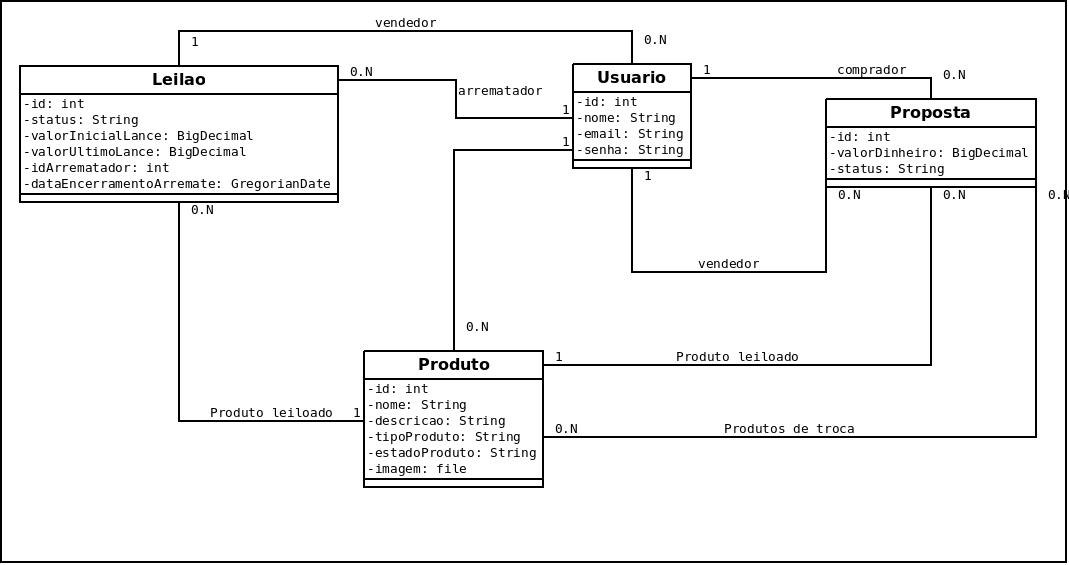 vendedor
1
0.N
Leilao
-id: int
-status: String
-valorInicialLance: BigDecimal
-valorUltimoLance: BigDecimal
-idArrematador: int
-dataEncerramentoArremate: GregorianDate
0.N
arrematador
1
1
Usuario
-id: int
-nome: String
-email: String
-senha: String
1
comprador
0.N
Proposta
-id: int
-valorDinheiro: BigDecimal
-status: String
0.N
0.N
0.N
1
0.N
vendedor
0.N
Produto
-id: int
-nome: String
-descricao: String
-tipoProduto: String
-estadoProduto: String
-imagem: file
1
Produto leiloado
Produto leiloado
1
0.N
Produtos de troca